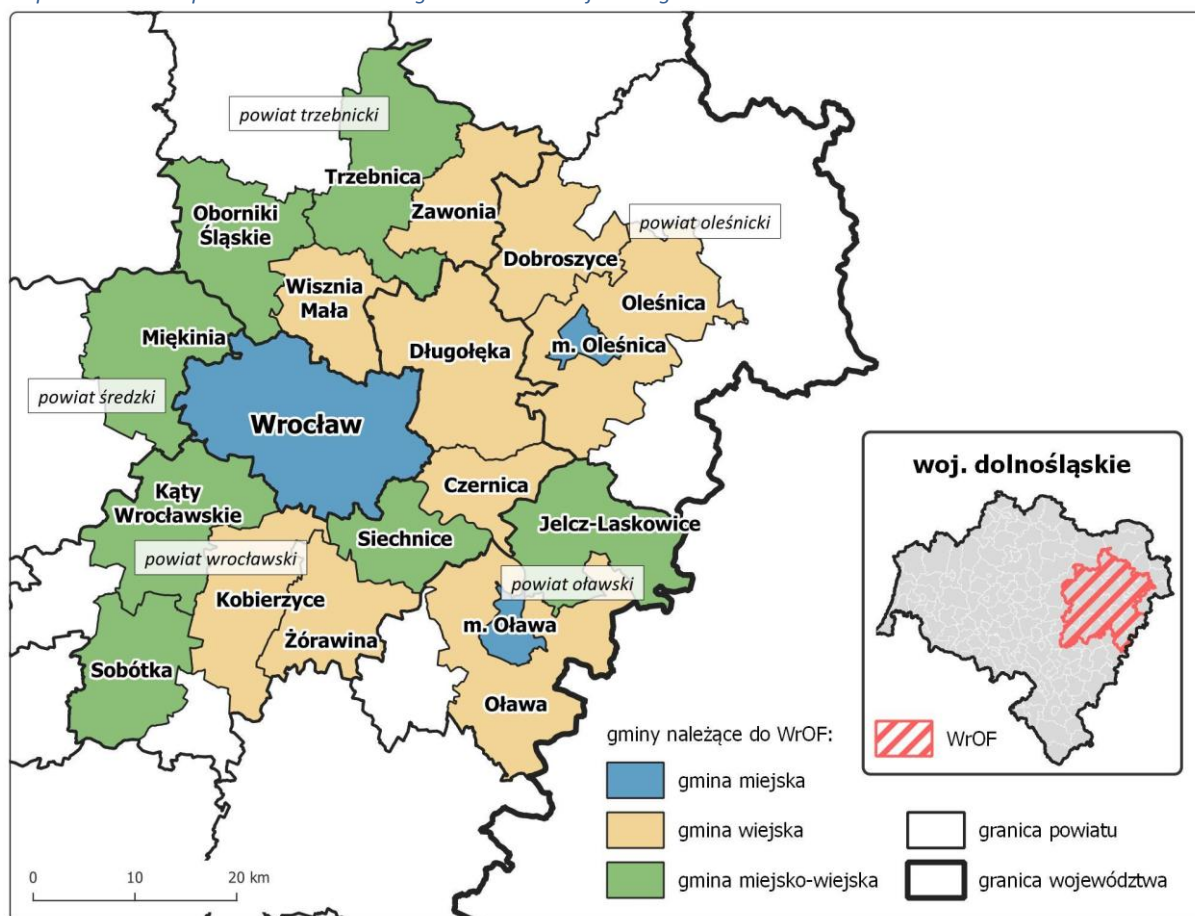 powiat trzebnicki
Trzebnica
Oborniki
Śląskie
Zawonia
powiat oleśnicki
Dobroszyce
Wisznia
Mała
Oleśnica
Miękinia
Długołęka
m. Oleśnica
powiat średzki
Wrocław
Kąty
Wrocławskie
Czernica
Siechnice
Jelcz-Laskowice
powiat wrocławski
powiat oławski
Kobierzyce
m. Oława
Żórawina
Sobótka
Oława
woj. dolnośląskie
WrOF
gminy należące do WrOF:
gmina miejska
gmina wiejska
gmina miejsko-wiejska
granica powiatu
granica województwa
0 10 20 km